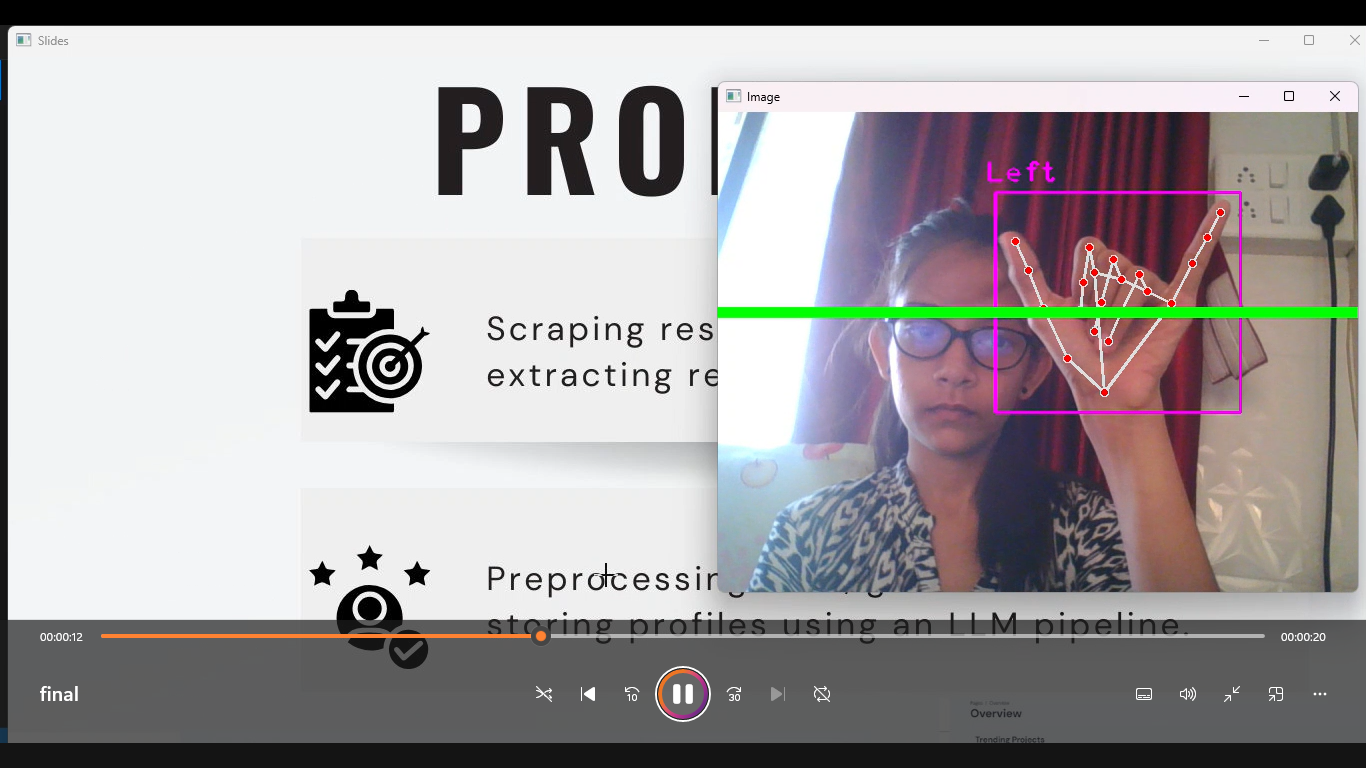 Slides
PRO
Image
Left
Scraping res
extracting re
Preprocessing
storing profiles using an LLM pipeline.
00:00:12
00:00:20
final
10
30
Overview
Trending Projects